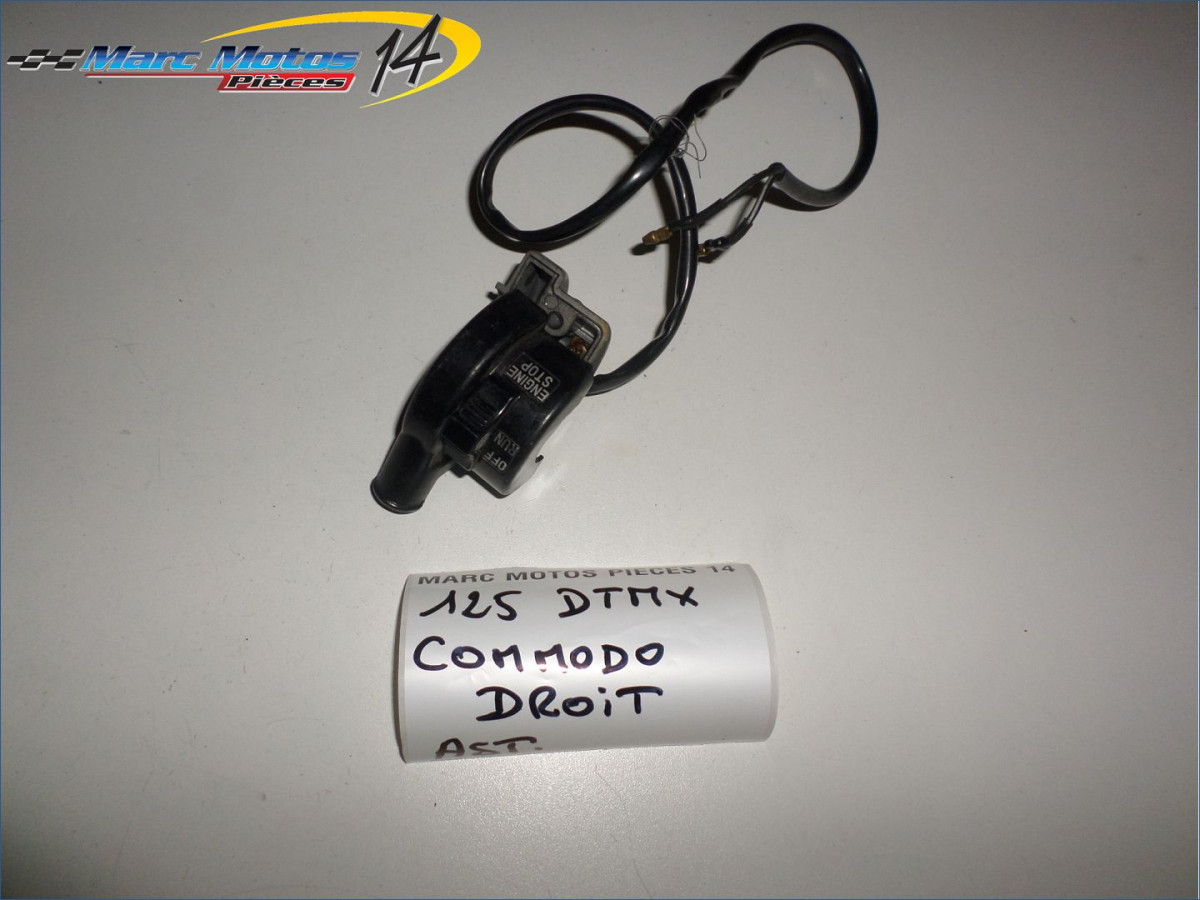 Marc Motos 14
Pièces
ENGINE
STOP
RUN
OFF
MARC MOTOS PIECES 14
125 DTMX
COMMODO
DROIT
AST.